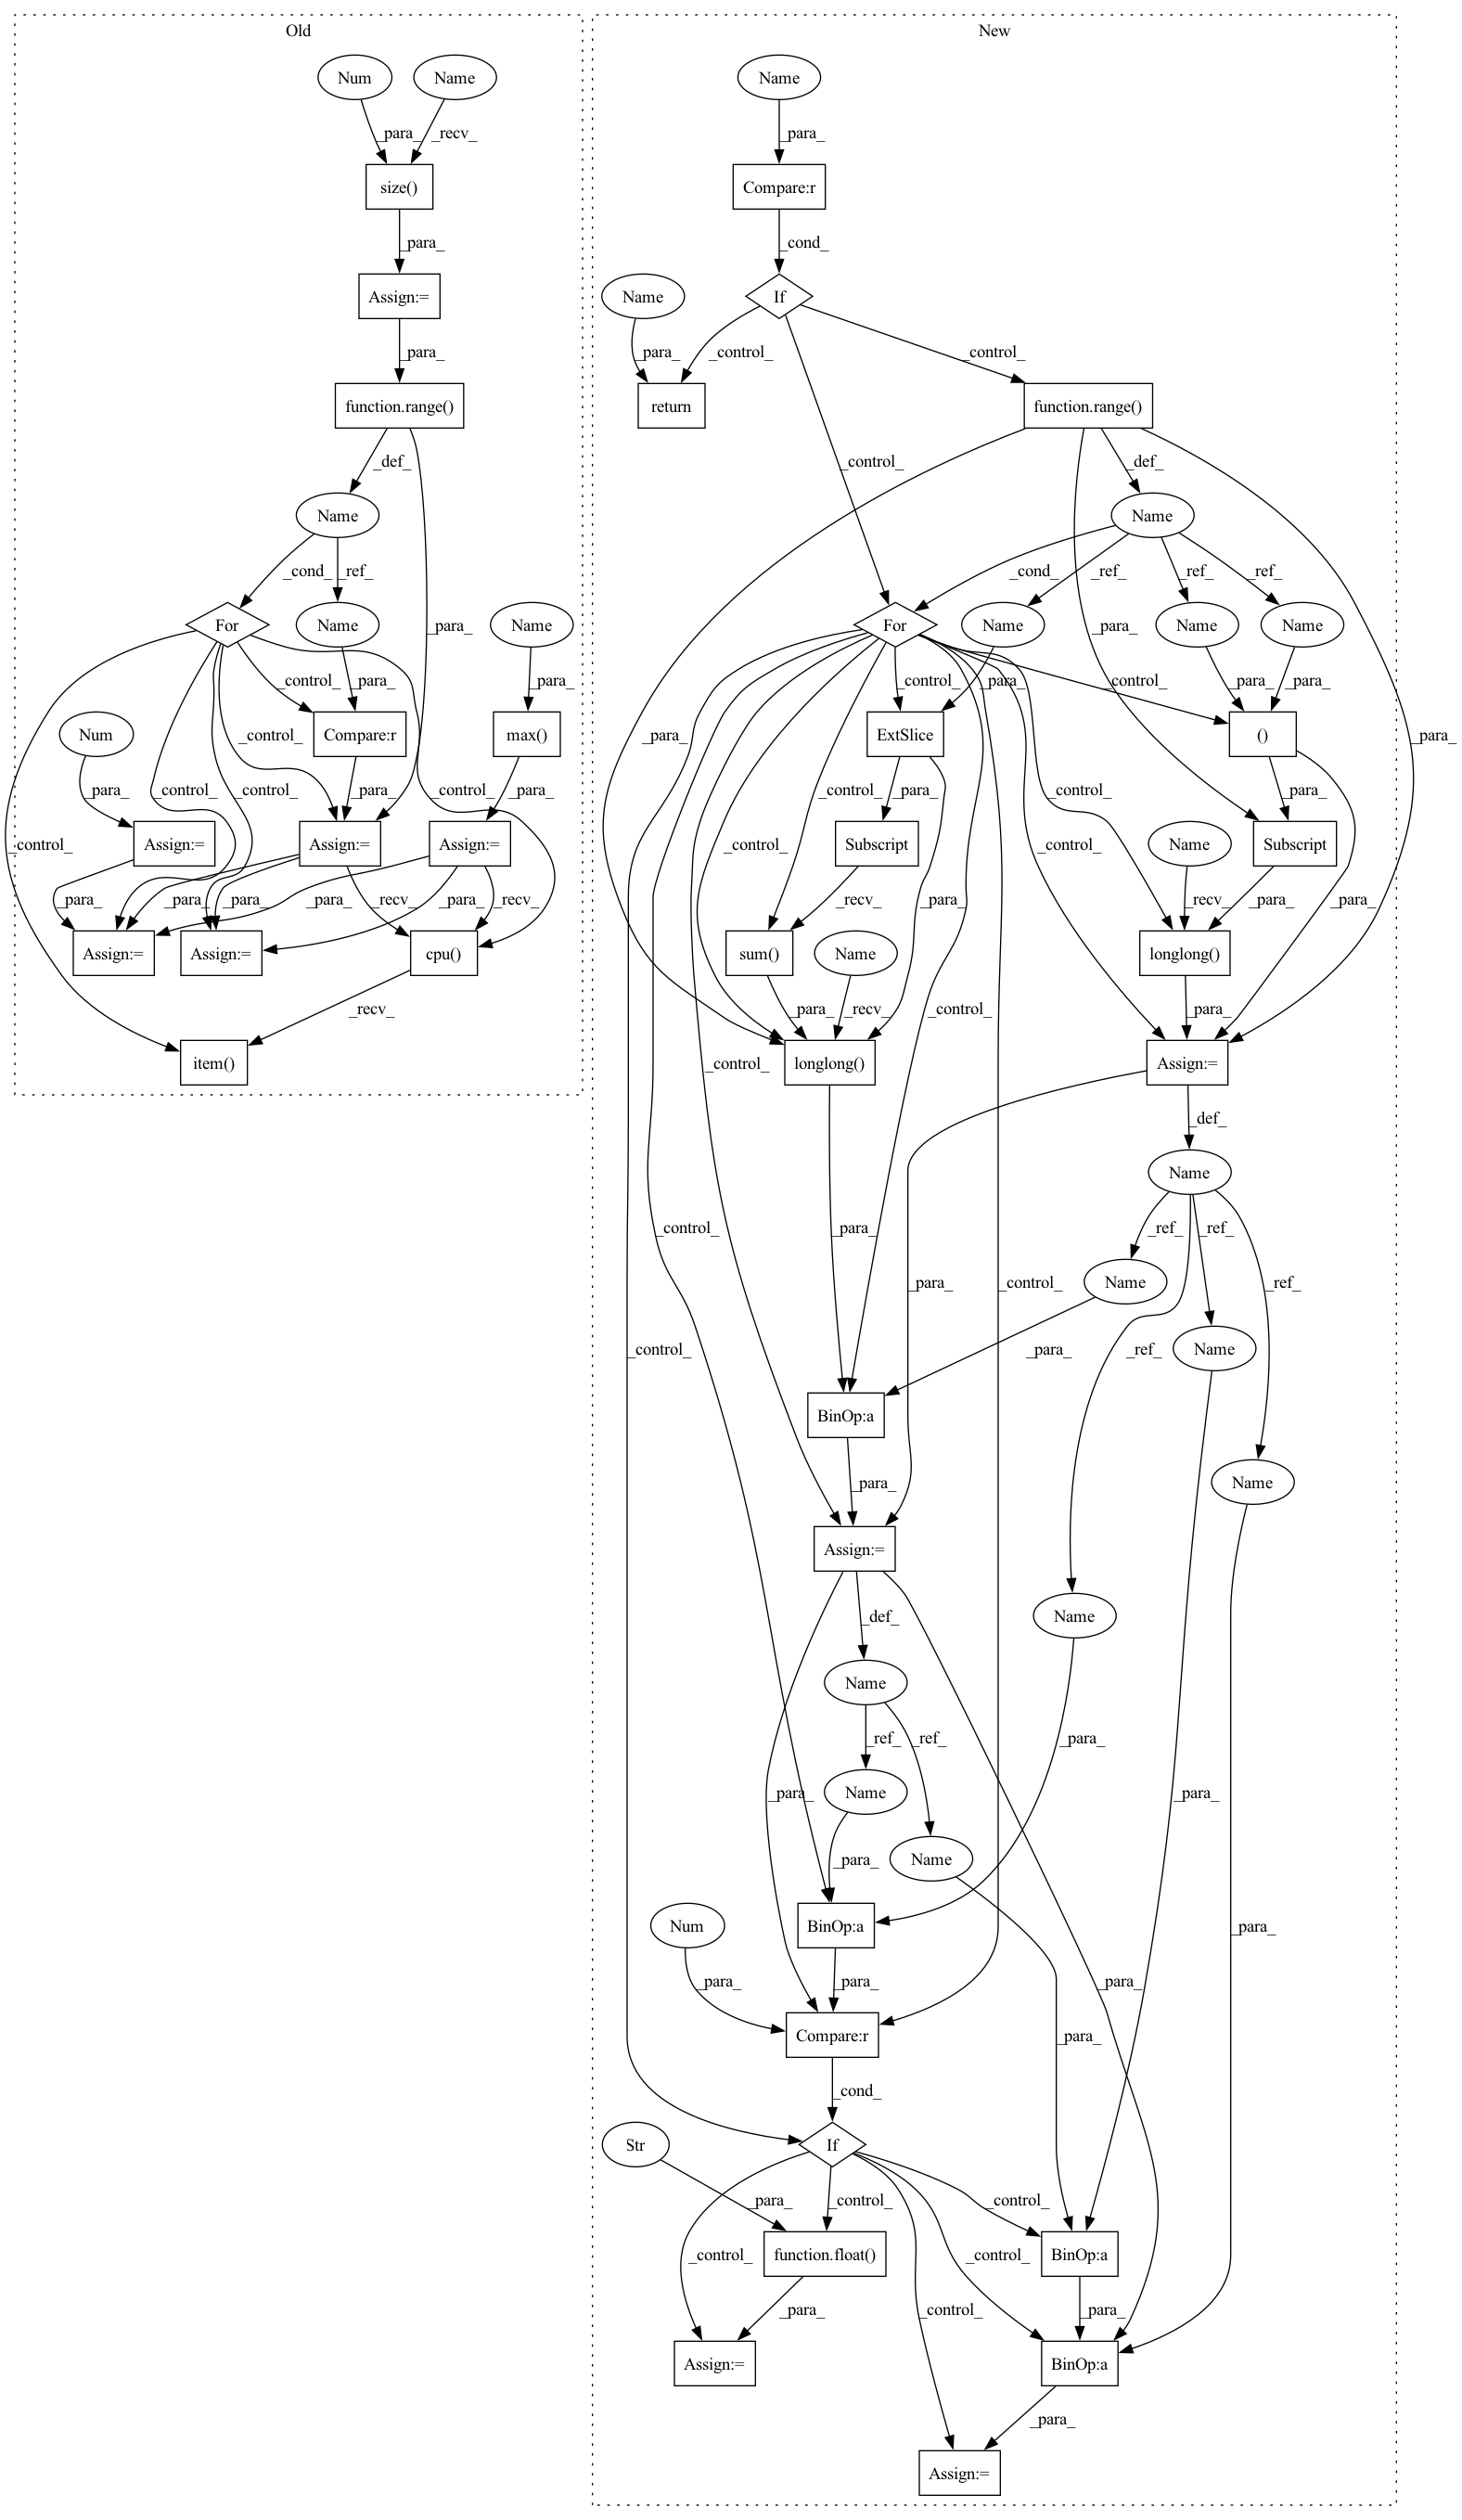 Old
New
Num
Name
Name
_para_
_recv_
_para_
size()
Compare:r
_para_
_cond_
Assign:=
Name
If
_para_
_para_
_control_
_control_
function.range()
return
function.range()
_def_
_control_
_def_
Name
Name
_cond_
_ref_
_cond_
_ref_
_ref_
_ref_
For
Name
_para_
Name
For
Name
_para_
Name
Name
_control_
_para_
_para_
_control_
_para_
_control_
_para_
_para_
Num
_control_
Compare:r
max()
_para_
ExtSlice
()
_para_
_para_
_control_
_control_
_para_
_control_
_para_
_control_
_control_
_para_
_para_
_control_
Assign:=
Assign:=
Assign:=
_control_
_control_
Subscript
Name
Subscript
_para_
_para_
_para_
_para_
_para_
_recv_
_recv_
_recv_
_para_
_recv_
_para_
_para_
Assign:=
Assign:=
cpu()
sum()
Name
longlong()
_recv_
_para_
_recv_
_control_
_para_
item()
longlong()
_control_
Assign:=
_def_
Name
_control_
_para_
_ref_
_ref_
Name
_para_
_control_
_ref_
_control_
_para_
_ref_
Name
BinOp:a
_para_
Name
Assign:=
_def_
Name
Name
_ref_
_ref_
_para_
_para_
Name
_para_
_para_
Name
Num
BinOp:a
_para_
_para_
_para_
_para_
Compare:r
_para_
_cond_
Str
If
_para_
_control_
_control_
_control_
function.float()
_control_
BinOp:a
_para_
_control_
_para_
Assign:=
BinOp:a
_para_
Assign:=